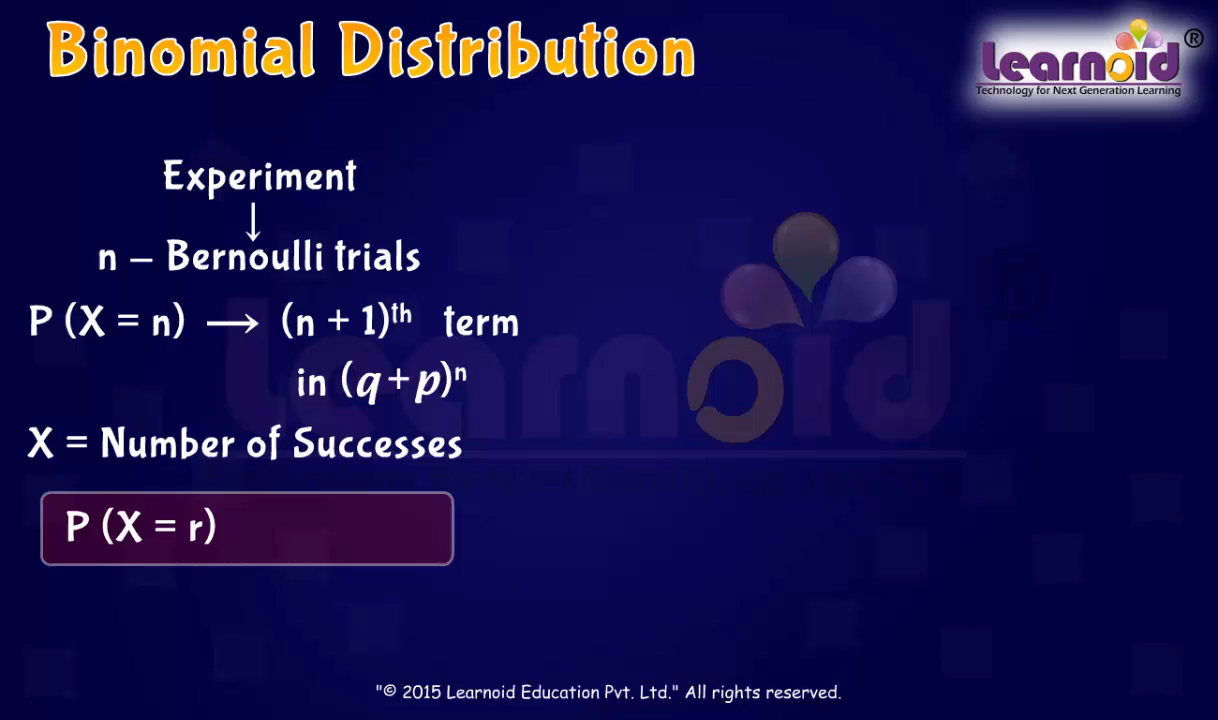 Binomial Distribution
Learnoid®
Technology for Next Generation Learning
Experiment
↓
n – Bernoulli trials
P (X = n) → (n + 1)ᵗʰ term
in (q+p)ⁿ
X = Number of Successes
P (X = r)
Learnoid®
"© 2015 Learnoid Education Pvt. Ltd." All rights reserved.